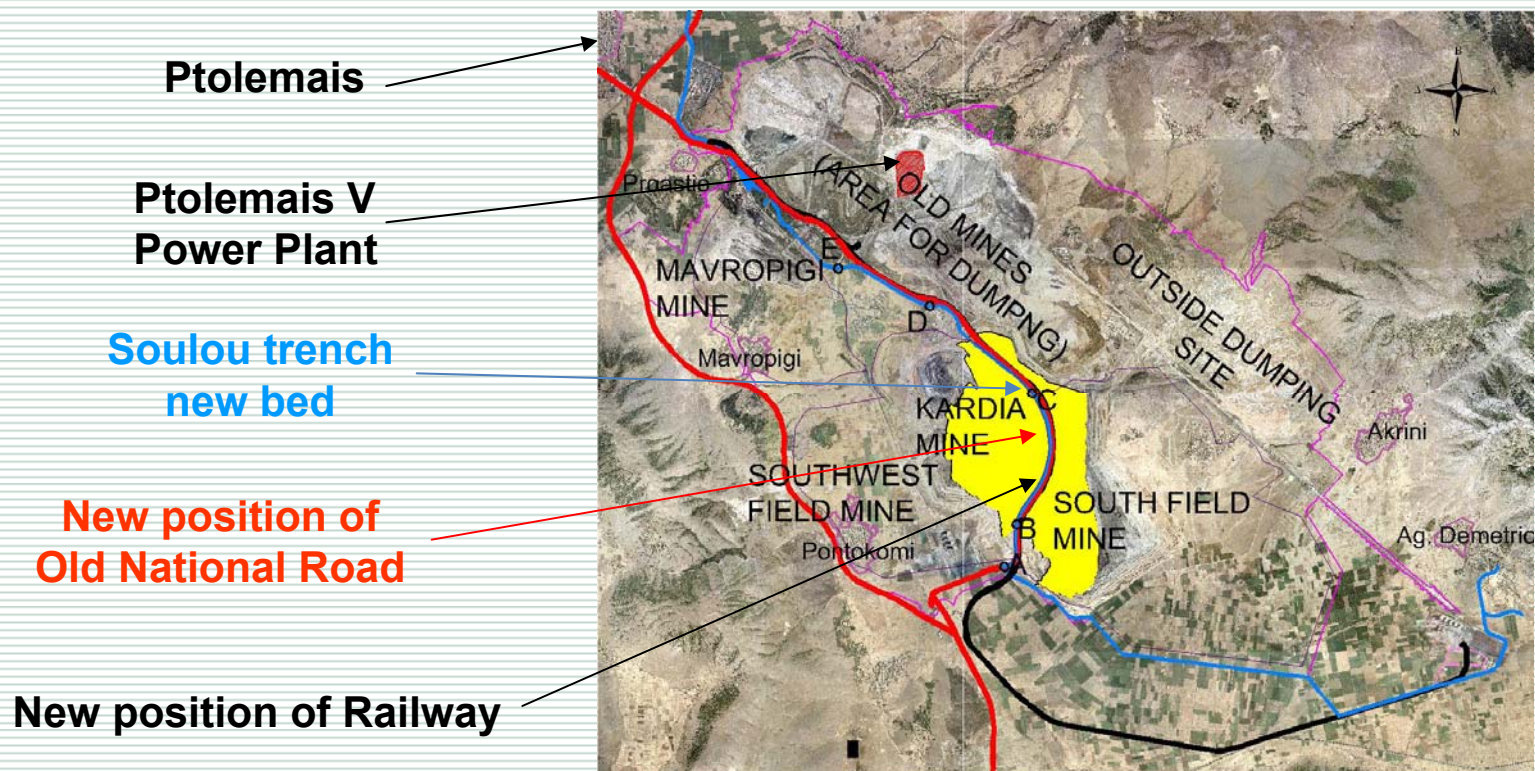 Ptolemais
Ptolemais V
Power Plant
Soulou trench
new bed
New position of
Old National Road
New position of Railway
B
N
Proastio
(AREA FOR DUMPNG)
OLD MINES
OUTSIDE DUMPING
SITE
E
MAVROPIGI
MINE
D
Mavropigi
C
KARDIA
MINE
Akrini
SOUTHWEST
FIELD MINE
SOUTH FIELD
MINE
B
Pontokomi
Ag. Demetrio
A